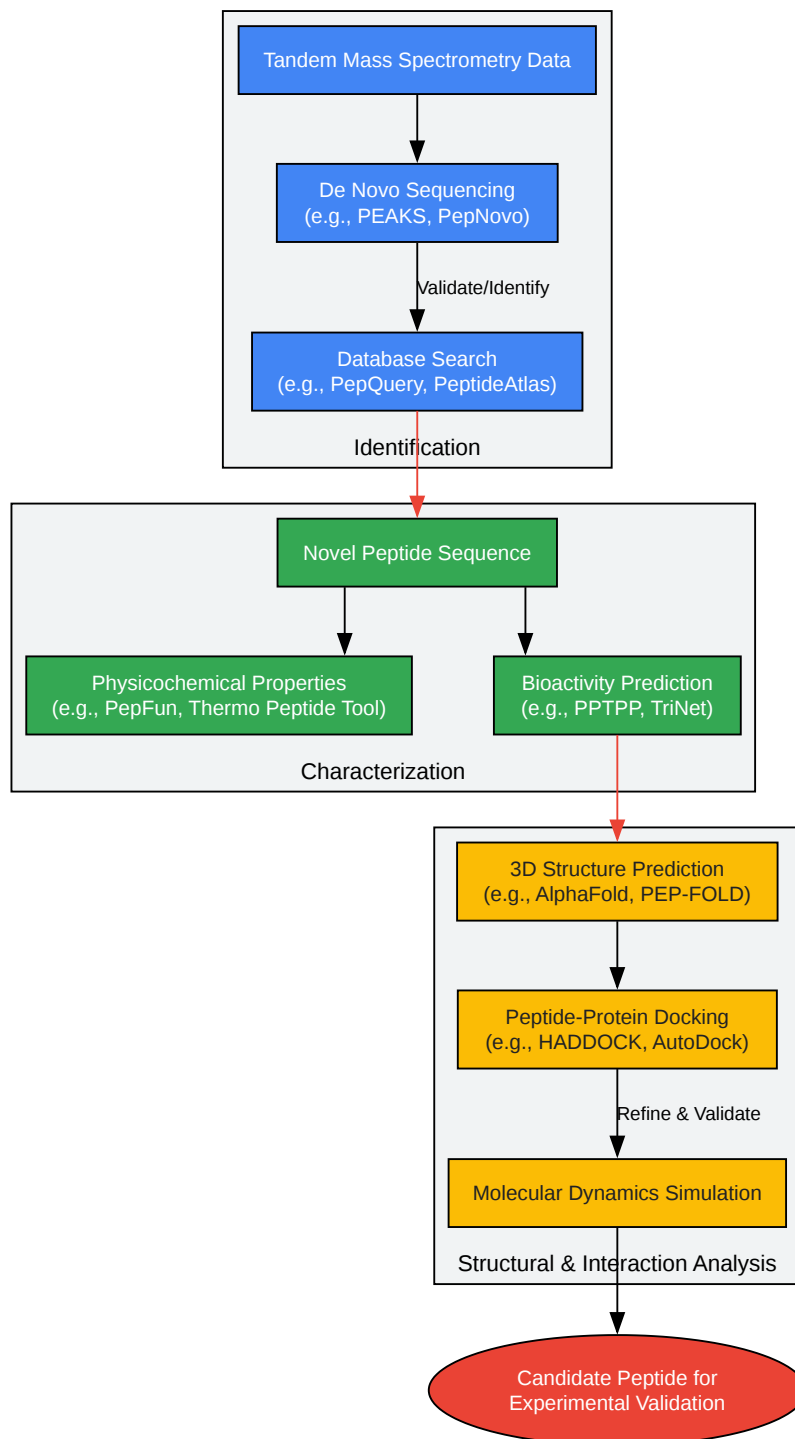 Tandem Mass Spectrometry Data
De Novo Sequencing
(e.g., PEAKS, PepNovo)
Validate/Identify
Database Search
(e.g., PepQuery, PeptideAtlas)
Identification
Novel Peptide Sequence
Physicochemical Properties
(e.g., PepFun, Thermo Peptide Tool)
Bioactivity Prediction
(e.g., PPTPP, TriNet)
Characterization
3D Structure Prediction
(e.g., AlphaFold, PEP-FOLD)
Peptide-Protein Docking
(e.g., HADDOCK, AutoDock)
Refine & Validate
Molecular Dynamics Simulation
Structural & Interaction Analysis
Candidate Peptide for
Experimental Validation